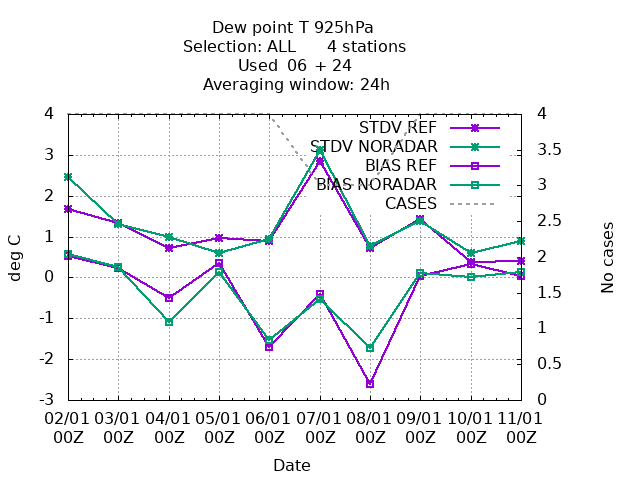 Dew point T 925hPa
Selection: ALL 4 stations
Used 06 + 24
Averaging window: 24h
STDV REF
STDV NORADAR
BIAS REF
BIAS NORADAR
CASES
4
3
2
1
0
-1
-2
-3
deg C
4
3.5
3
2.5
2
1.5
1
0.5
0
No cases
02/01 03/01 04/01 05/01 06/01 07/01 08/01 09/01 10/01 11/01
00Z 00Z 00Z 00Z 00Z 00Z 00Z 00Z 00Z 00Z
Date